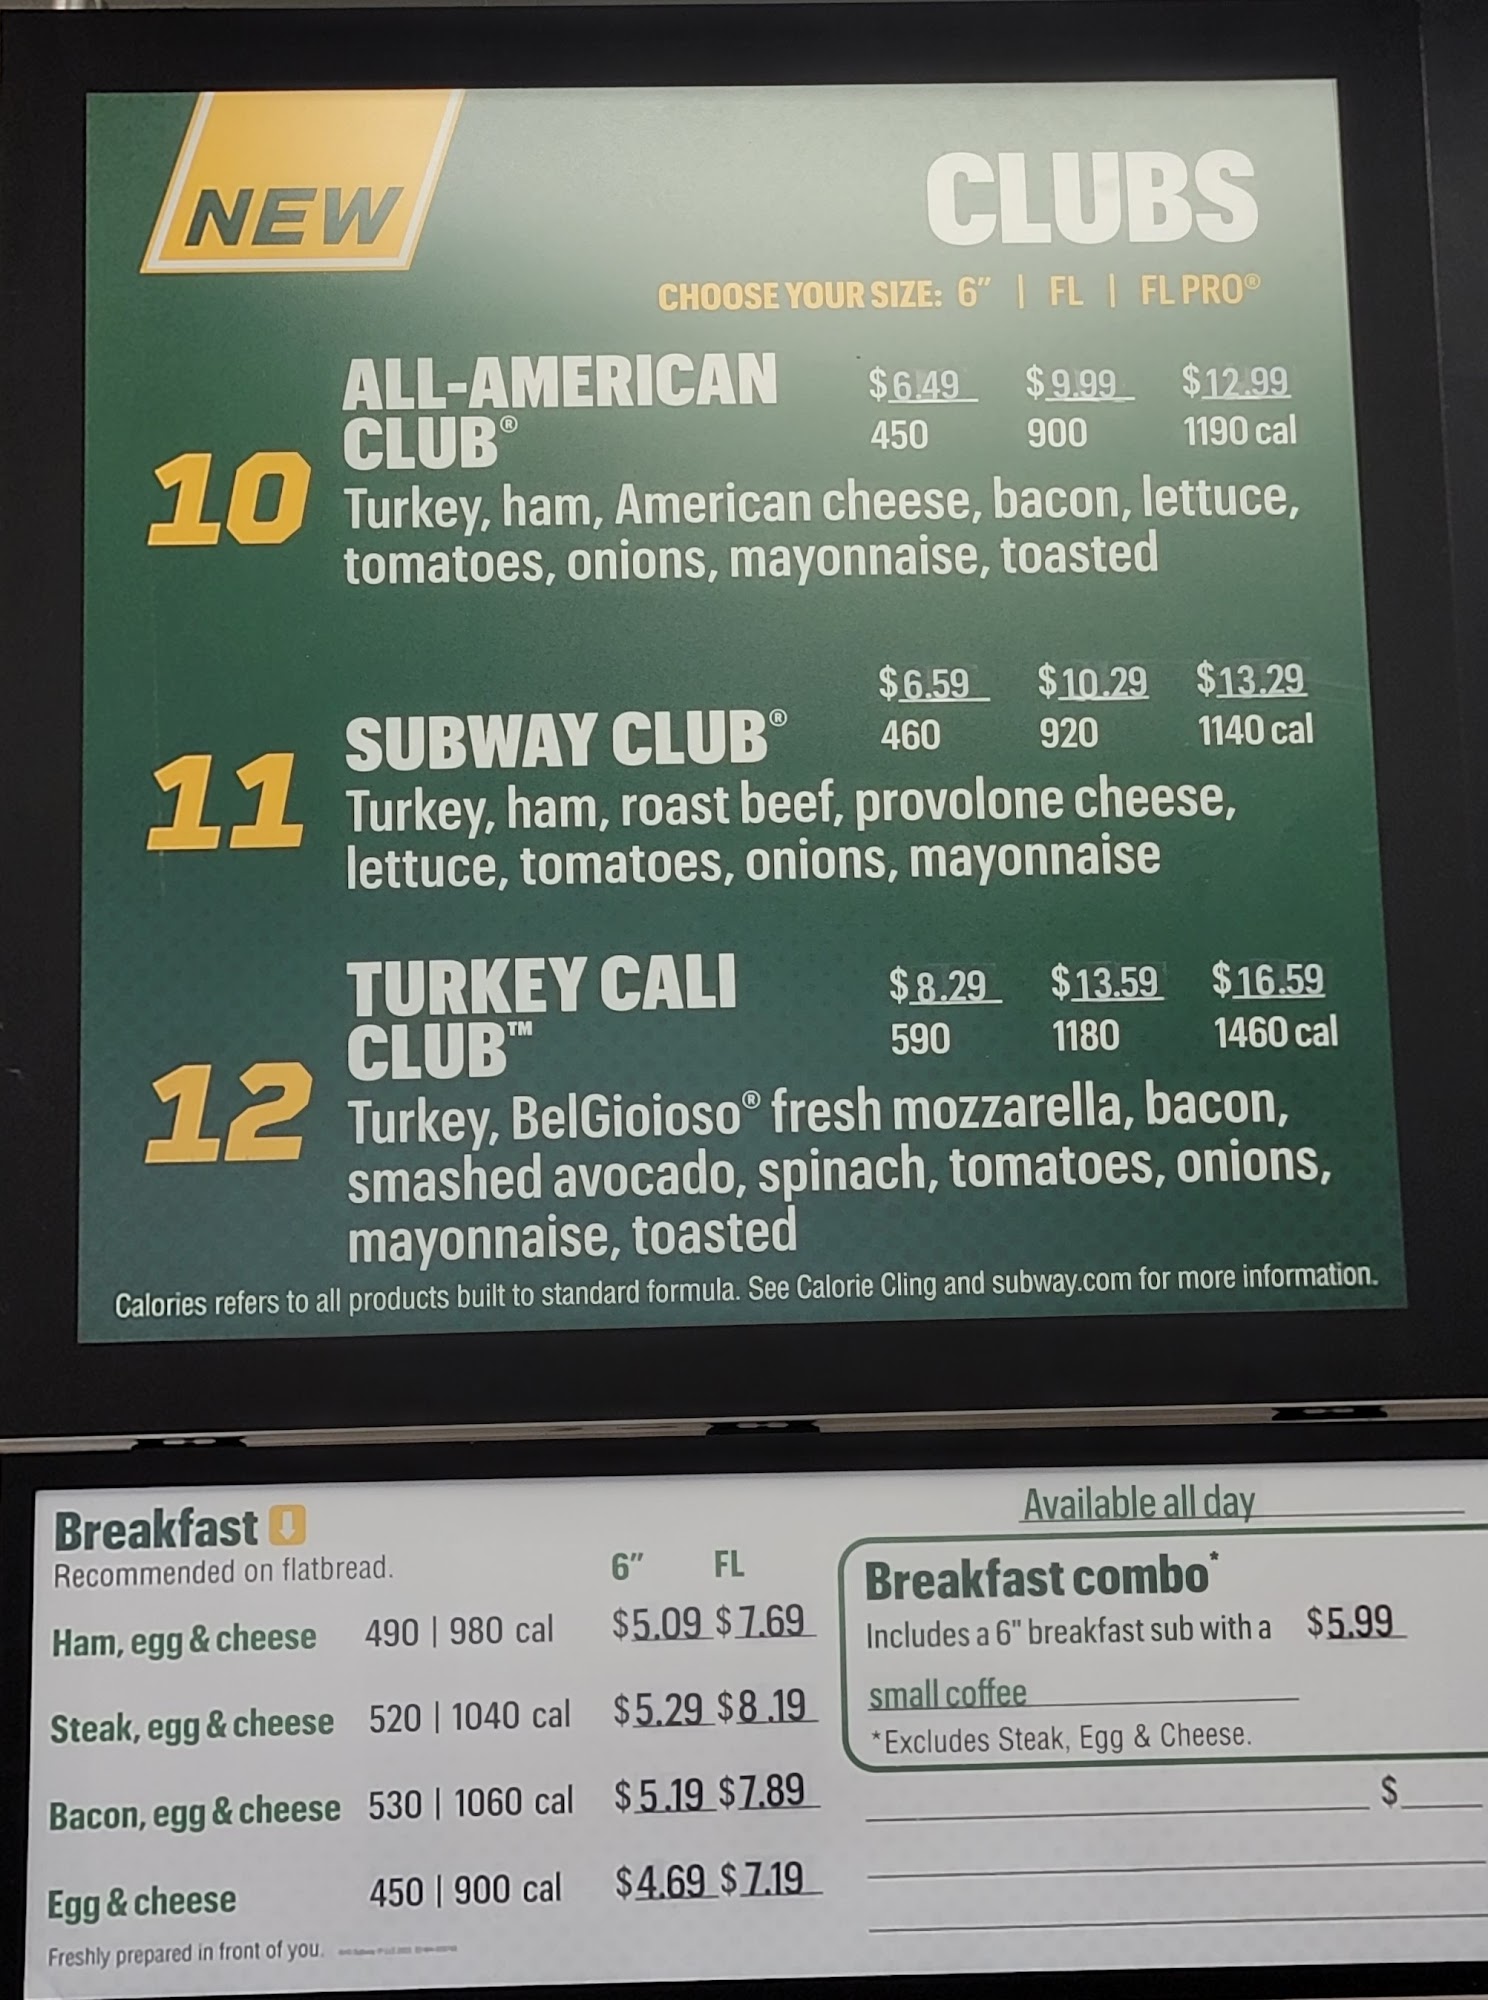 NEW
CLUBS
CHOOSE YOUR SIZE: 6" | FL | FL PRO®
ALL-AMERICAN $6.49 $9.99 $12.99
CLUB® 450 900 1190 cal
10
Turkey, ham, American cheese, bacon, lettuce,
tomatoes, onions, mayonnaise, toasted
$6.59 $10.29 $13.29
SUBWAY CLUB® 460 920 1140 cal
11
Turkey, ham, roast beef, provolone cheese,
lettuce, tomatoes, onions, mayonnaise
TURKEY CALI $8.29 $13.59 $16.59
CLUB™ 590 1180 1460 cal
12
Turkey, BelGioioso® fresh mozzarella, bacon,
smashed avocado, spinach, tomatoes, onions,
mayonnaise, toasted
Calories refers to all products built to standard formula. See Calorie Cling and subway.com for more information.
Breakfast
Recommended on flatbread.
6" FL
Ham, egg & cheese 490 | 980 cal $5.09 $7.69
Steak, egg & cheese 520 | 1040 cal $5.29 $8.19
Bacon, egg & cheese 530 | 1060 cal $5.19 $7.89
Egg & cheese 450 | 900 cal $4.69 $7.19
Freshly prepared in front of you.
Available all day
Breakfast combo*
Includes a 6" breakfast sub with a $5.99
small coffee
*Excludes Steak, Egg & Cheese.
$